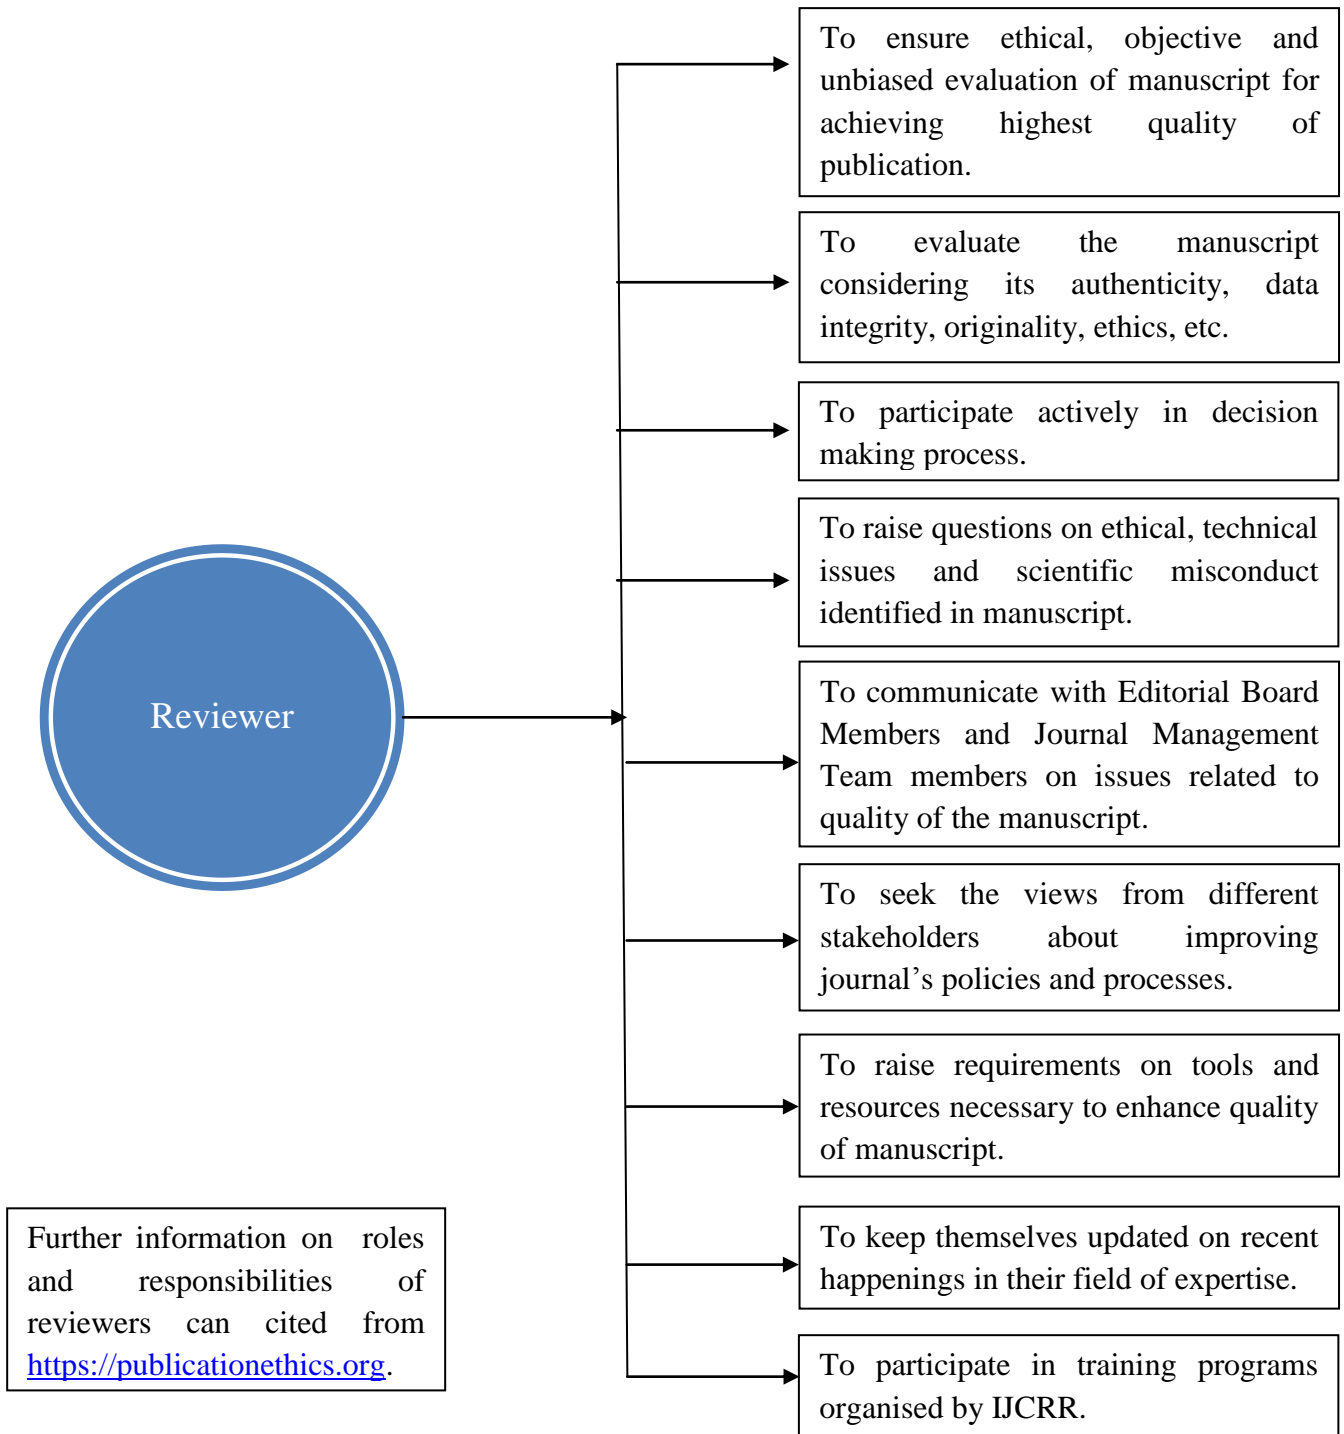 To ensure ethical, objective and
unbiased evaluation of manuscript for
achieving highest quality of
publication.
To evaluate the manuscript
considering its authenticity, data
integrity, originality, ethics, etc.
To participate actively in decision
making process.
To raise questions on ethical, technical
issues and scientific misconduct
identified in manuscript.
Reviewer
To communicate with Editorial Board
Members and Journal Management
Team members on issues related to
quality of the manuscript.
To seek the views from different
stakeholders about improving
journal’s policies and processes.
To raise requirements on tools and
resources necessary to enhance quality
of manuscript.
To keep themselves updated on recent
happenings in their field of expertise.
To participate in training programs
organised by IJCRR.
Further information on roles
and responsibilities of
reviewers can cited from
https://publicationethics.org.